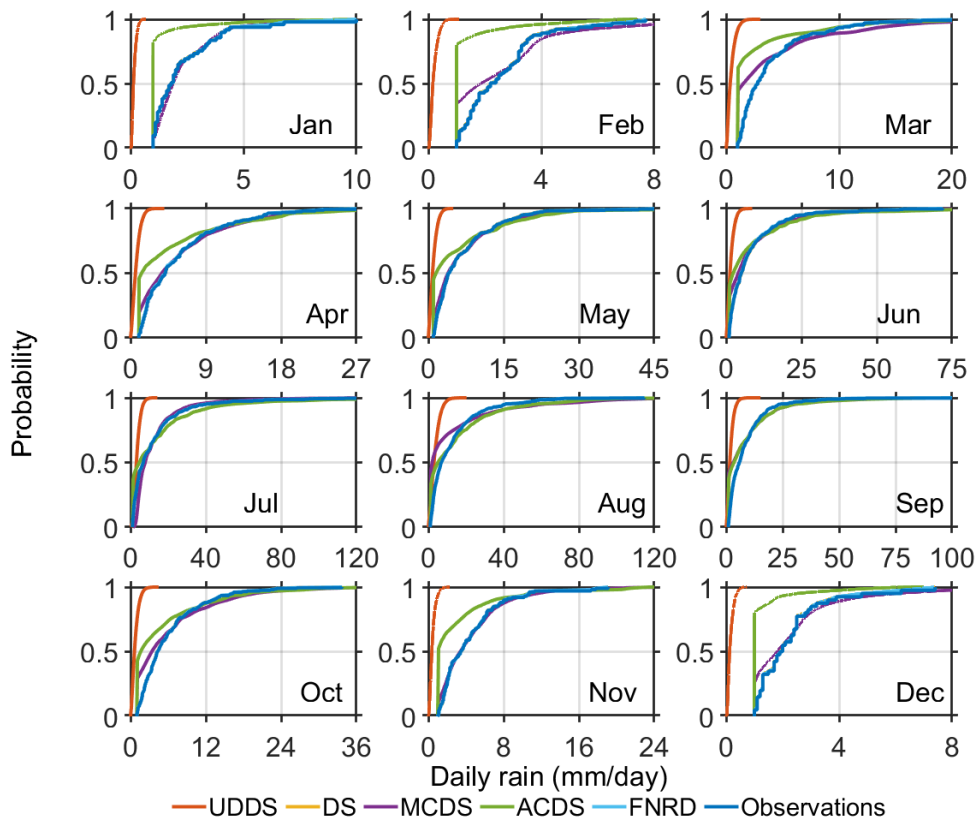 1
0.5
0
Jan
0 5 10
1
0.5
0
Feb
0 4 8
1
0.5
0
Mar
0 10 20
1
0.5
0
Apr
0 9 18 27
1
0.5
0
May
0 15 30 45
1
0.5
0
Jun
0 25 50 75
Probability
1
0.5
0
Jul
0 40 80 120
1
0.5
0
Aug
0 40 80 120
1
0.5
0
Sep
0 25 50 75 100
1
0.5
0
Oct
0 12 24 36
1
0.5
0
Nov
0 8 16 24
1
0.5
0
Dec
0 4 8
Daily rain (mm/day)
UDDS DS MCDS ACDS FNRD Observations